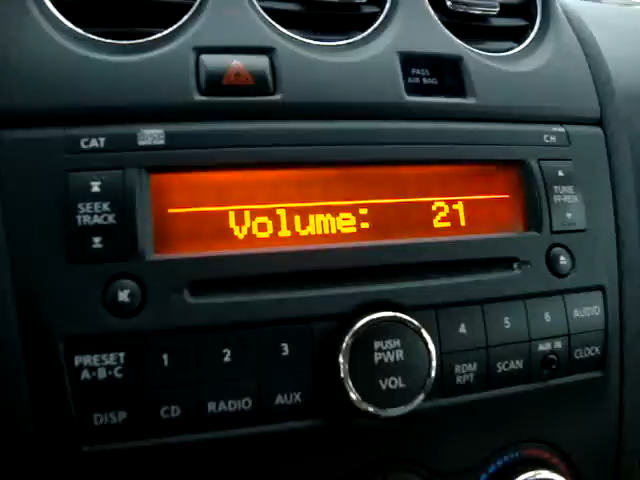 PASS
AIR BAG
CAT
CH
SEEK
TRACK
Volume: 21
TUNE
FF·REW
PUSH
PWR
VOL
PRESET
A·B·C
1
2
3
4
5
6
AUDIO
DISP
CD
RADIO
AUX
RDM
RPT
SCAN
AUX IN
CLOCK